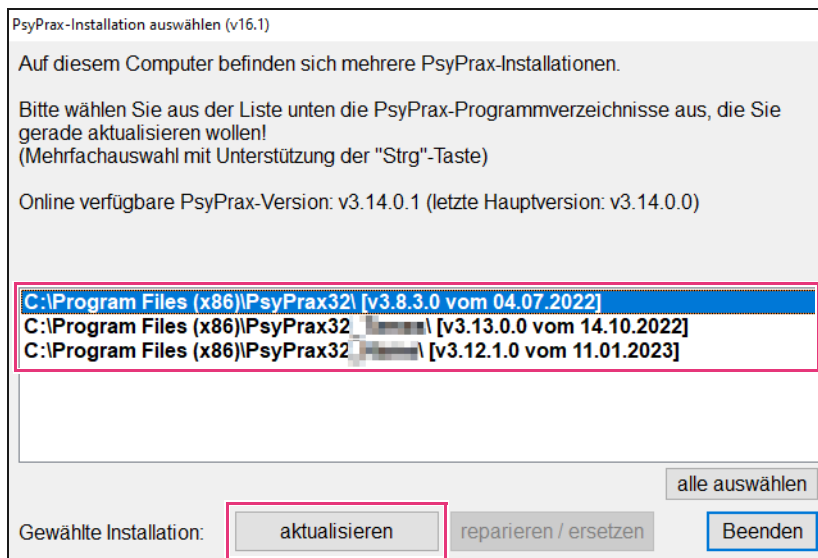 PsyPrax-Installation auswählen (v16.1)
Auf diesem Computer befinden sich mehrere PsyPrax-Installationen.
Bitte wählen Sie aus der Liste unten die PsyPrax-Programmverzeichnisse aus, die Sie
gerade aktualisieren wollen!
(Mehrfachauswahl mit Unterstützung der "Strg"-Taste)
Online verfügbare PsyPrax-Version: v3.14.0.1 (letzte Hauptversion: v3.14.0.0)
C:\Program Files (x86)\PsyPrax32\ [v3.8.3.0 vom 04.07.2022]
C:\Program Files (x86)\PsyPrax32 \ [v3.13.0.0 vom 14.10.2022]
C:\Program Files (x86)\PsyPrax32 \ [v3.12.1.0 vom 11.01.2023]
alle auswählen
Gewählte Installation: aktualisieren reparieren / ersetzen Beenden